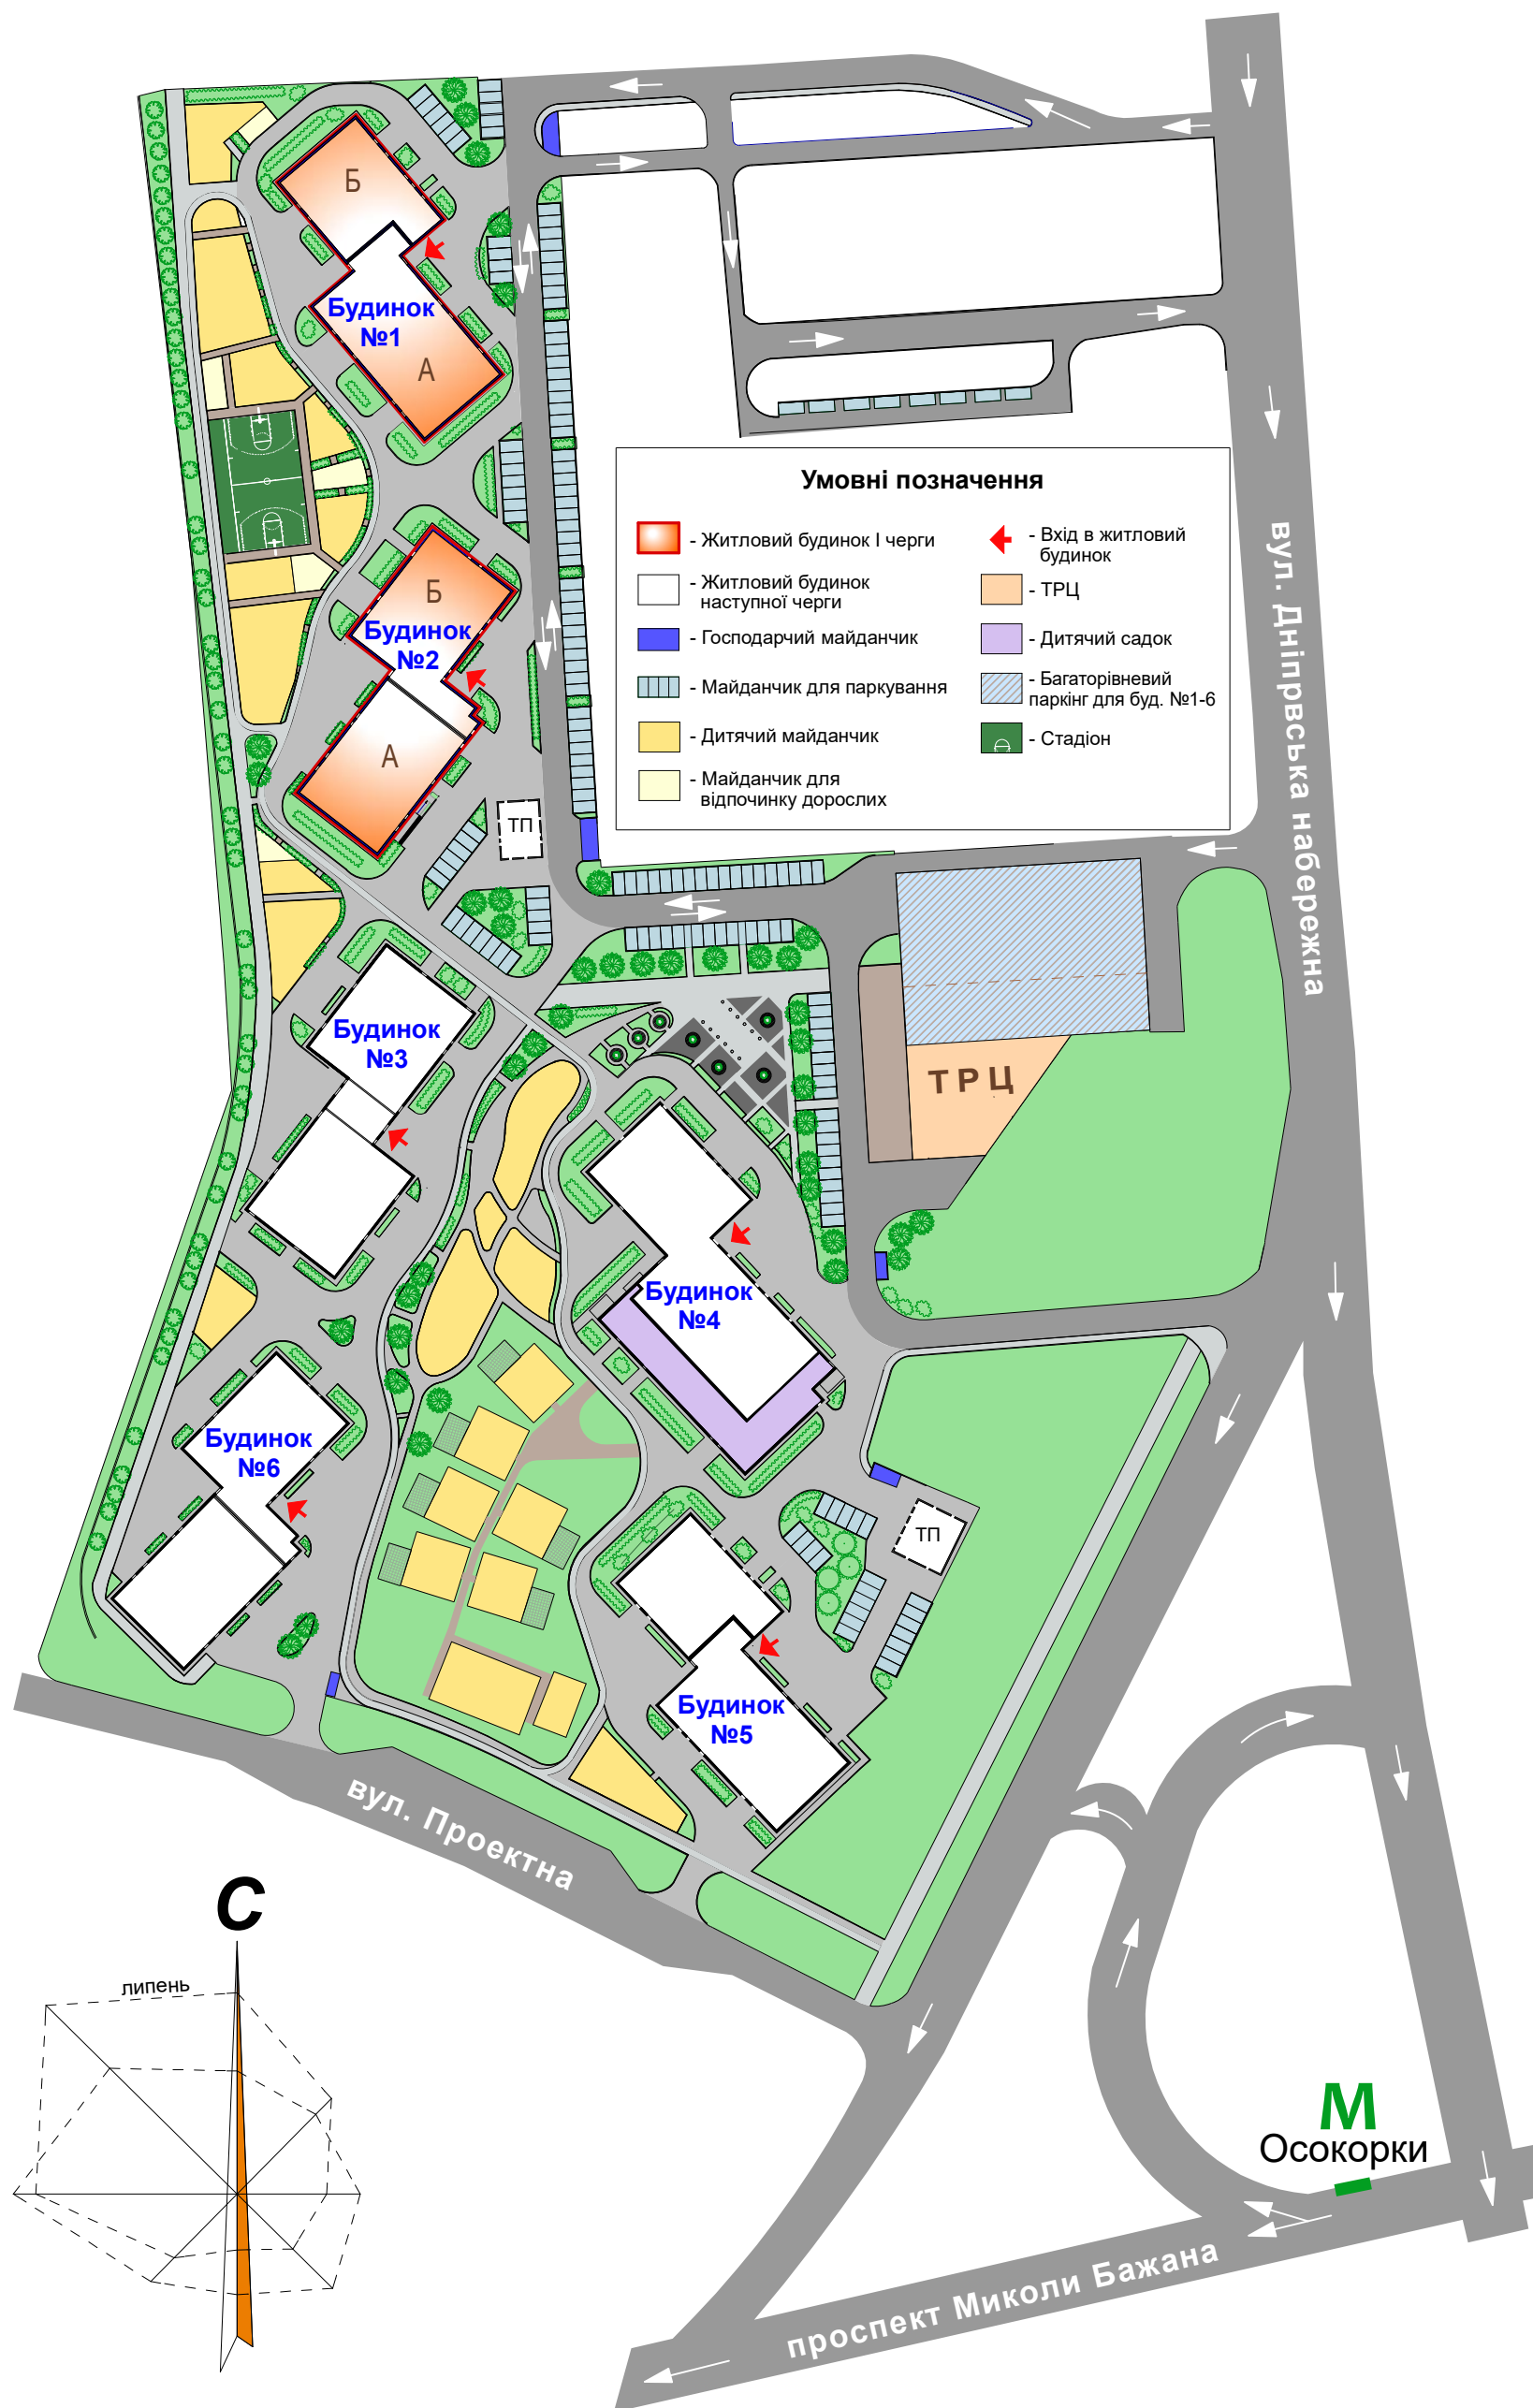 Б
Будинок
№1
А
Умовні позначення
- Житловий будинок І черги
- Житловий будинок
наступної черги
- Господарчий майданчик
- Майданчик для паркування
- Дитячий майданчик
- Майданчик для
відпочинку дорослих
- Вхід в житловий
будинок
- ТРЦ
- Дитячий садок
- Багаторівневий
паркінг для буд. №1-6
- Стадіон
вул. Дніпрвська набережна
Б
Будинок
№2
А
ТП
Будинок
№3
ТРЦ
Будинок
№4
Будинок
№6
ТП
Будинок
№5
вул. Проектна
С
липень
М
Осокорки
проспект Миколи Бажана